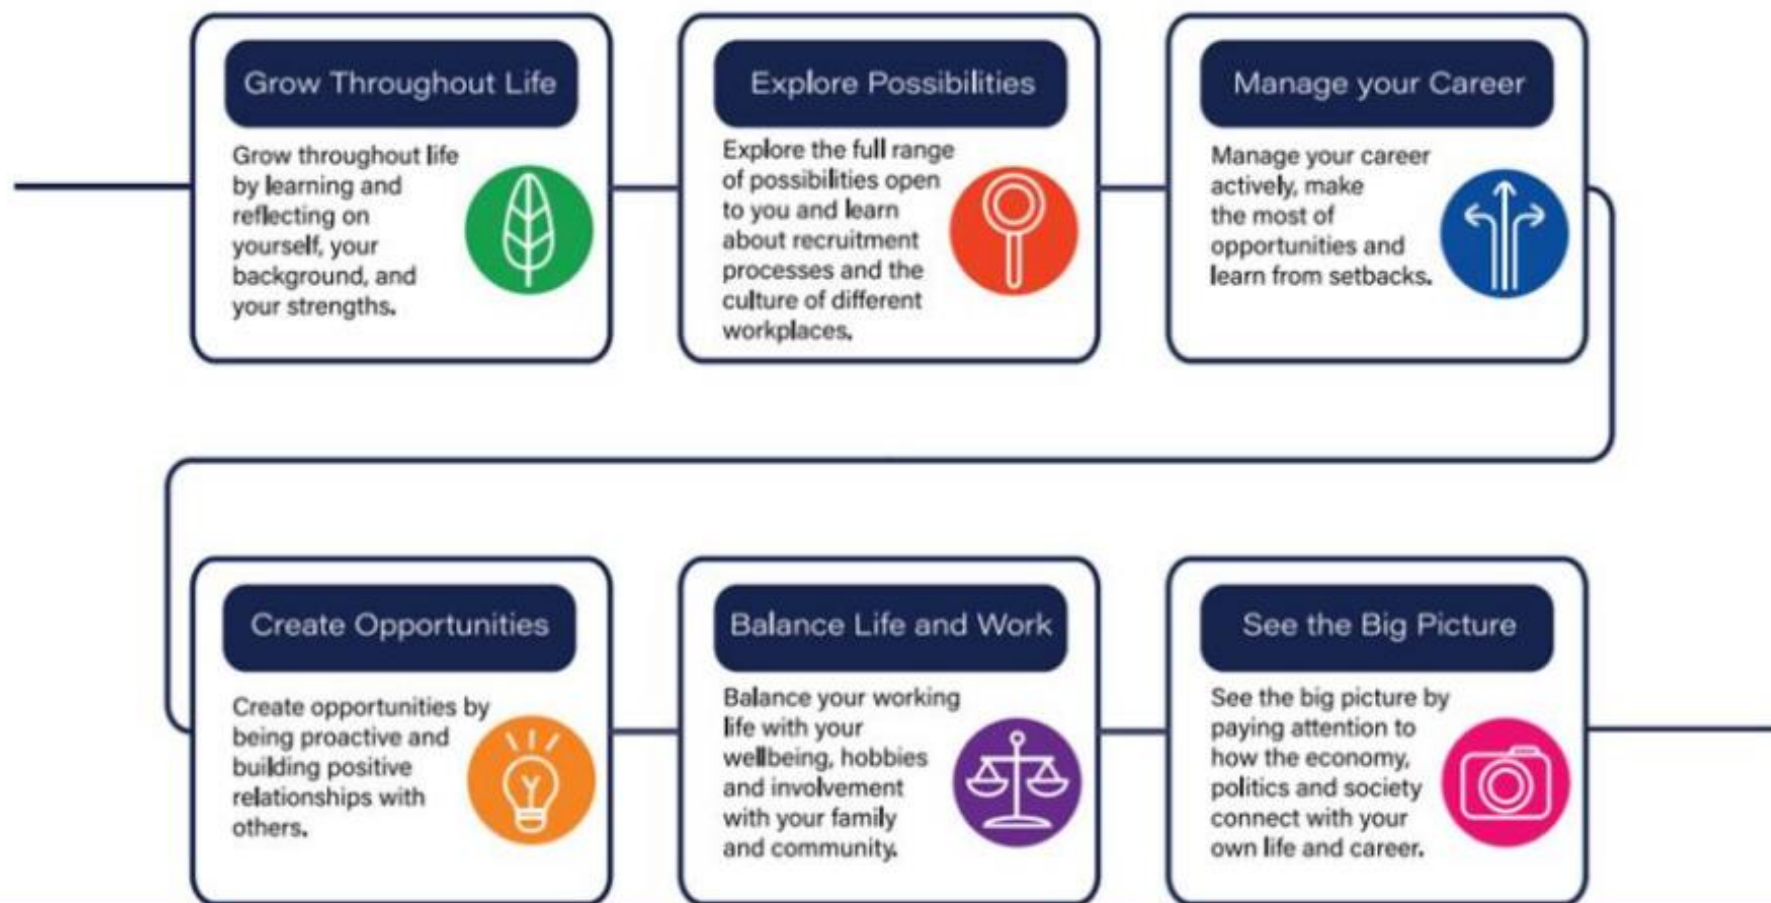 Grow Throughout Life
Grow throughout life
by learning and
reflecting on
yourself, your
background, and
your strengths.
Explore Possibilities
Explore the full range
of possibilities open
to you and learn
about recruitment
processes and the
culture of different
workplaces.
Manage your Career
Manage your career
actively, make
the most of
opportunities and
learn from setbacks.
Create Opportunities
Create opportunities by
being proactive and
building positive
relationships with
others.
Balance Life and Work
Balance your working
life with your
wellbeing, hobbies
and involvement
with your family
and community.
See the Big Picture
See the big picture by
paying attention to
how the economy,
politics and society
connect with your
own life and career.